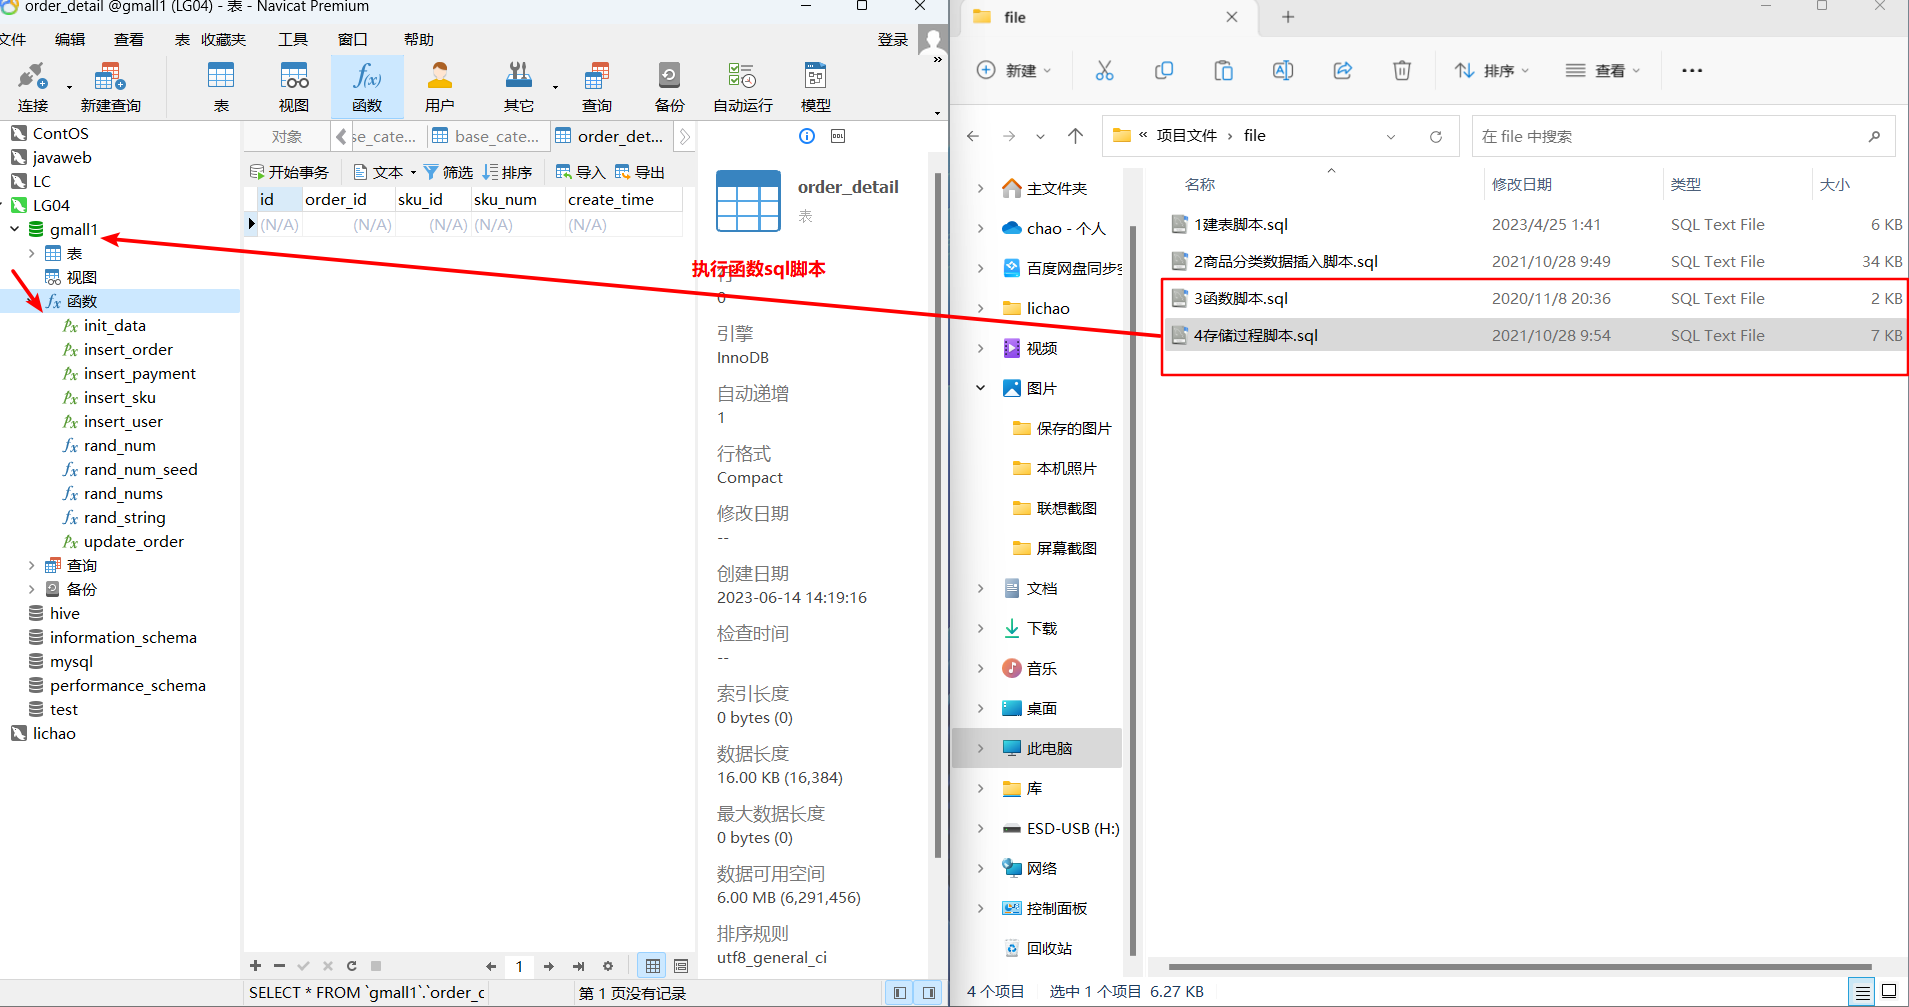 order_detail @gmall1 (LG04) - 表 - Navicat Premium
文件 编辑 查看 表 收藏夹 工具 窗口 帮助 登录
连接 新建查询 表 视图 函数 用户 其它 查询 备份 自动运行 模型
ContOS
javaweb
LC
LG04
gmall1
表
视图
函数
init_data
insert_order
insert_payment
insert_sku
insert_user
rand_num
rand_num_seed
rand_nums
rand_string
update_order
查询
备份
hive
information_schema
mysql
performance_schema
test
lichao
对象 se_cate... base_cate... order_det...
开始事务 文本 筛选 排序 导入 导出
id order_id sku_id sku_num create_time
(N/A) (N/A) (N/A) (N/A) (N/A)
执行函数sql脚本
order_detail
表
行
0
引擎
InnoDB
自动递增
1
行格式
Compact
修改日期
--
创建日期
2023-06-14 14:19:16
检查时间
--
索引长度
0 bytes (0)
数据长度
16.00 KB (16,384)
最大数据长度
0 bytes (0)
数据可用空间
6.00 MB (6,291,456)
排序规则
utf8_general_ci
1
SELECT * FROM `gmall1`.`order_c
第 1 页没有记录
file
新建 排序 查看
« 项目文件 › file
在 file 中搜索
主文件夹
chao - 个人
百度网盘同步空
lichao
视频
图片
保存的图片
本机照片
联想截图
屏幕截图
文档
下载
音乐
桌面
此电脑
库
ESD-USB (H:)
网络
控制面板
回收站
名称 修改日期 类型 大小
1建表脚本.sql 2023/4/25 1:41 SQL Text File 6 KB
2商品分类数据插入脚本.sql 2021/10/28 9:49 SQL Text File 34 KB
3函数脚本.sql 2020/11/8 20:36 SQL Text File 2 KB
4存储过程脚本.sql 2021/10/28 9:54 SQL Text File 7 KB
4 个项目 选中 1 个项目 6.27 KB